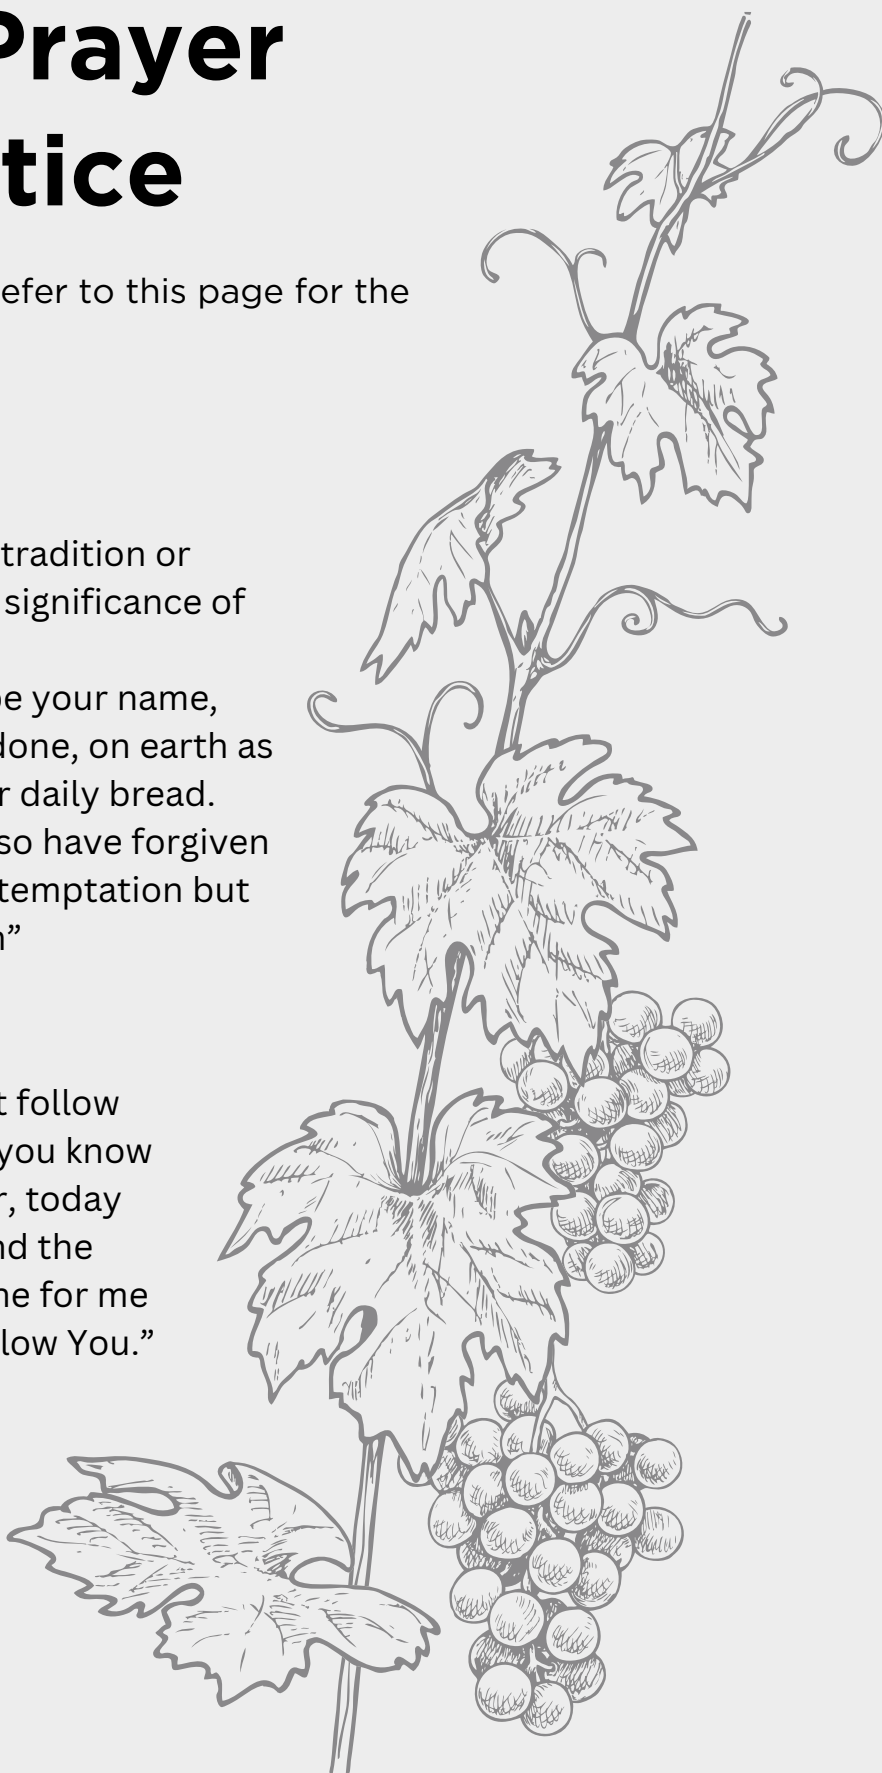 Prayer
tice
efer to this page for the
tradition or
significance of
be your name,
done, on earth as
r daily bread.
so have forgiven
temptation but
n”
t follow
you know
r, today
nd the
ne for me
low You.”